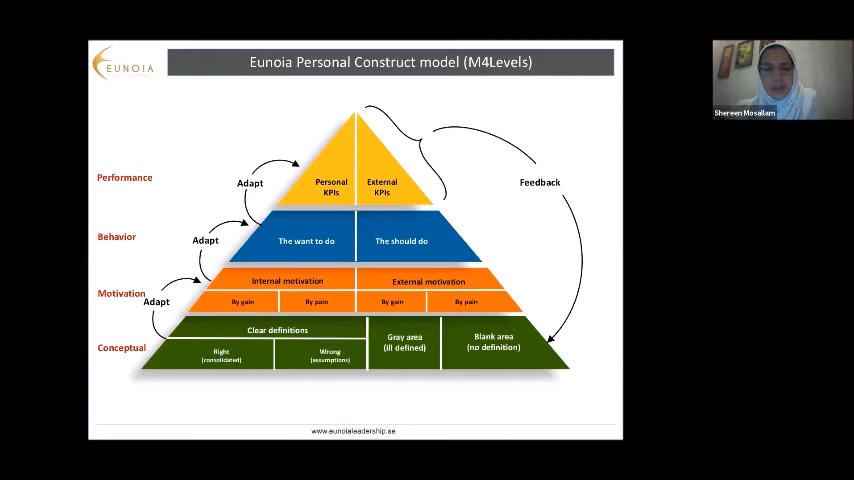 EUNOIA
Eunoia Personal Construct model (M4Levels)
Shereen Mosallam
Performance
Adapt
Personal
KPIs
External
KPIs
Feedback
Behavior
Adapt
The want to do
The should do
Motivation
Adapt
Internal motivation
External motivation
By gain
By pain
By gain
By pain
Conceptual
Clear definitions
Right
(consolidated)
Wrong
(assumptions)
Gray area
(ill defined)
Blank area
(no definition)
www.eunoialeadership.se